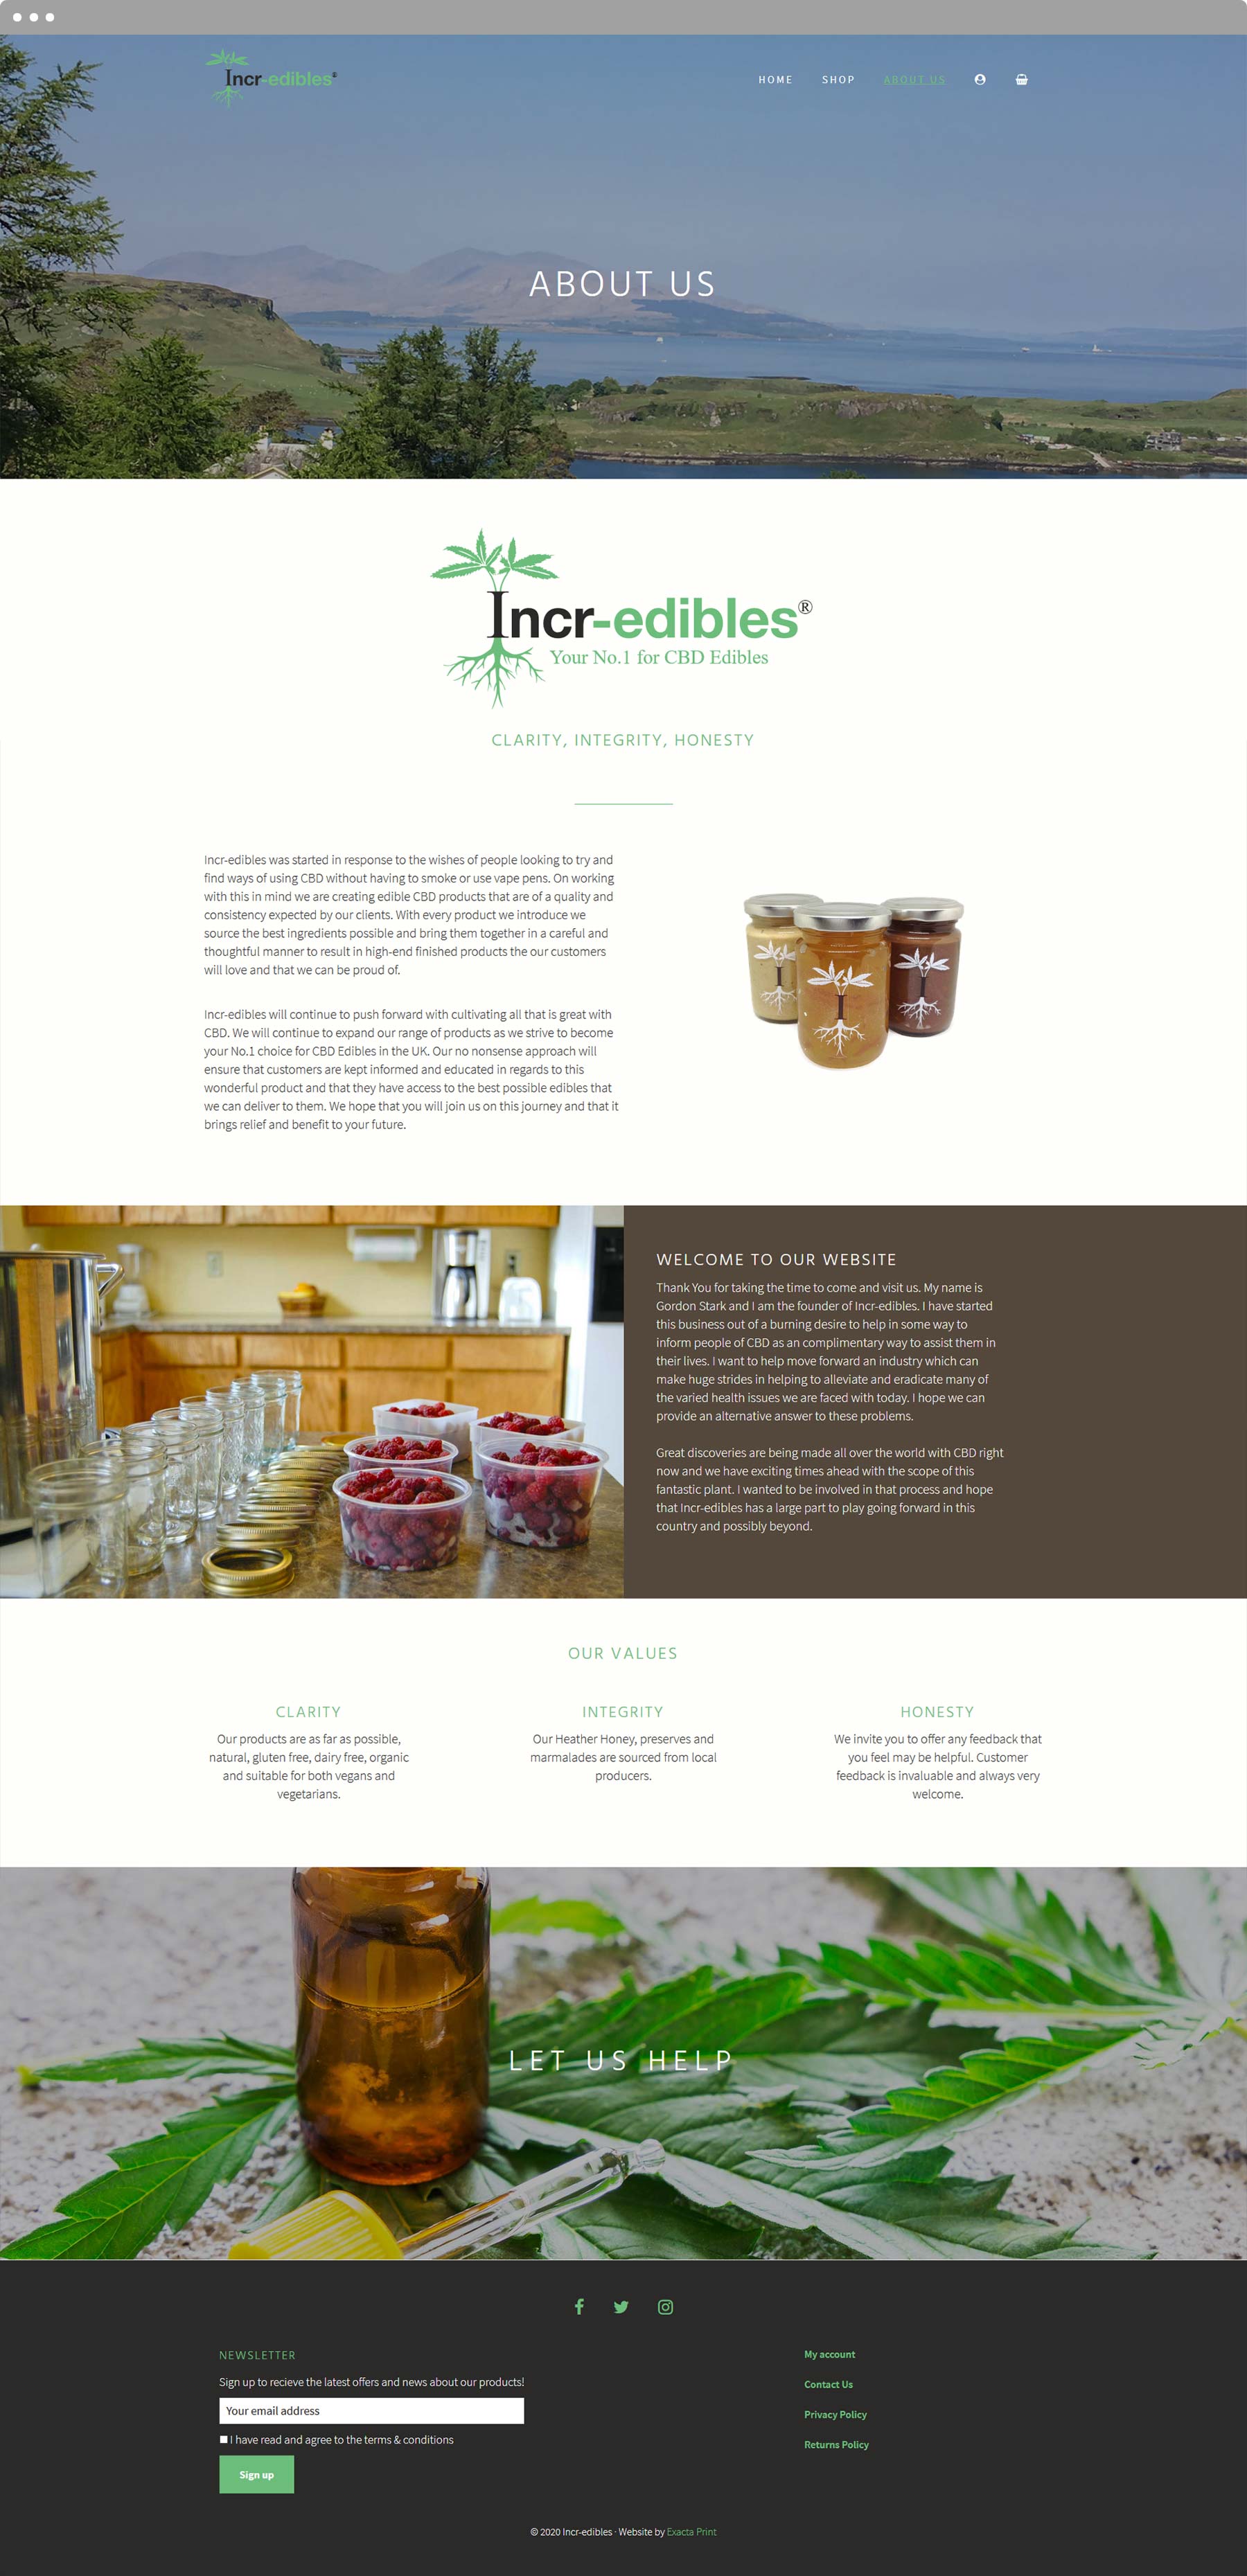 Incr-edibles®
HOME SHOP ABOUT US
ABOUT US
Incr-edibles®
Your No.1 for CBD Edibles
CLARITY, INTEGRITY, HONESTY
Incr-edibles was started in response to the wishes of people looking to try and
find ways of using CBD without having to smoke or use vape pens. On working
with this in mind we are creating edible CBD products that are of a quality and
consistency expected by our clients. With every product we introduce we
source the best ingredients possible and bring them together in a careful and
thoughtful manner to result in high-end finished products the our customers
will love and that we can be proud of.
Incr-edibles will continue to push forward with cultivating all that is great with
CBD. We will continue to expand our range of products as we strive to become
your No.1 choice for CBD Edibles in the UK. Our no nonsense approach will
ensure that customers are kept informed and educated in regards to this
wonderful product and that they have access to the best possible edibles that
we can deliver to them. We hope that you will join us on this journey and that it
brings relief and benefit to your future.
WELCOME TO OUR WEBSITE
Thank You for taking the time to come and visit us. My name is
Gordon Stark and I am the founder of Incr-edibles. I have started
this business out of a burning desire to help in some way to
inform people of CBD as an complimentary way to assist them in
their lives. I want to help move forward an industry which can
make huge strides in helping to alleviate and eradicate many of
the varied health issues we are faced with today. I hope we can
provide an alternative answer to these problems.
Great discoveries are being made all over the world with CBD right
now and we have exciting times ahead with the scope of this
fantastic plant. I wanted to be involved in that process and hope
that Incr-edibles has a large part to play going forward in this
country and possibly beyond.
OUR VALUES
CLARITY
Our products are as far as possible,
natural, gluten free, dairy free, organic
and suitable for both vegans and
vegetarians.
INTEGRITY
Our Heather Honey, preserves and
marmalades are sourced from local
producers.
HONESTY
We invite you to offer any feedback that
you feel may be helpful. Customer
feedback is invaluable and always very
welcome.
LET US HELP
NEWSLETTER
Sign up to recieve the latest offers and news about our products!
Your email address
I have read and agree to the terms & conditions
Sign up
My account
Contact Us
Privacy Policy
Returns Policy
© 2020 Incr-edibles · Website by Exacta Print